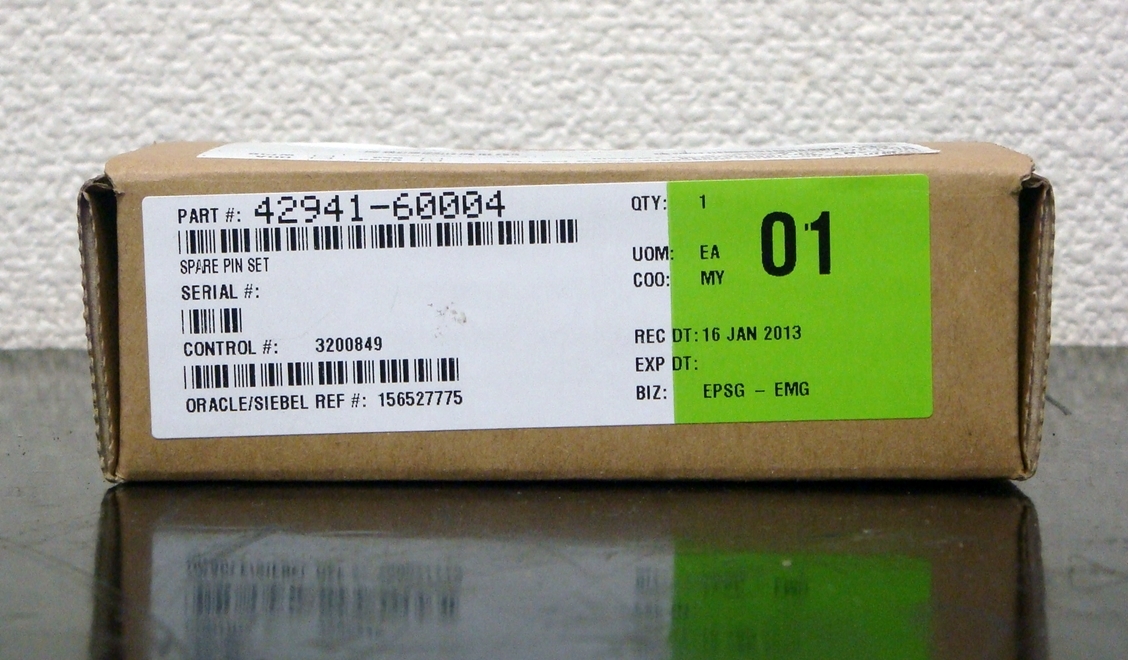 PART #: 42941-60004
SPARE PIN SET
SERIAL #:
CONTROL #: 3200849
ORACLE/SIEBEL REF #: 156527775
QTY: 1
01
UOM: EA
COO: MY
REC DT: 16 JAN 2013
EXP DT:
BIZ: EPSG - EMG